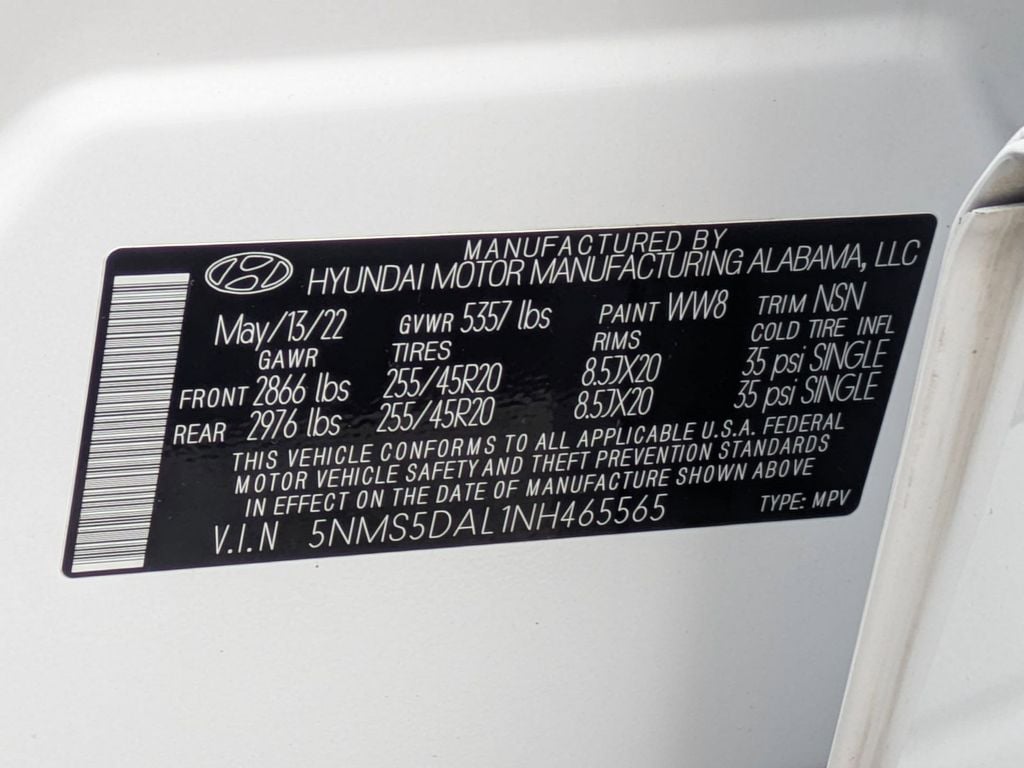 MANUFACTURED BY
HYUNDAI MOTOR MANUFACTURING ALABAMA, LLC
May/13/22 GVWR 5357 lbs PAINT WW8 TRIM NSN
GAWR TIRES RIMS COLD TIRE INFL
FRONT 2866 lbs 255/45R20 8.5JX20 35 psi SINGLE
REAR 2976 lbs 255/45R20 8.5JX20 35 psi SINGLE
THIS VEHICLE CONFORMS TO ALL APPLICABLE U.S.A. FEDERAL
MOTOR VEHICLE SAFETY AND THEFT PREVENTION STANDARDS
IN EFFECT ON THE DATE OF MANUFACTURE SHOWN ABOVE
V.I.N 5NMS5DAL1NH465565 TYPE: MPV